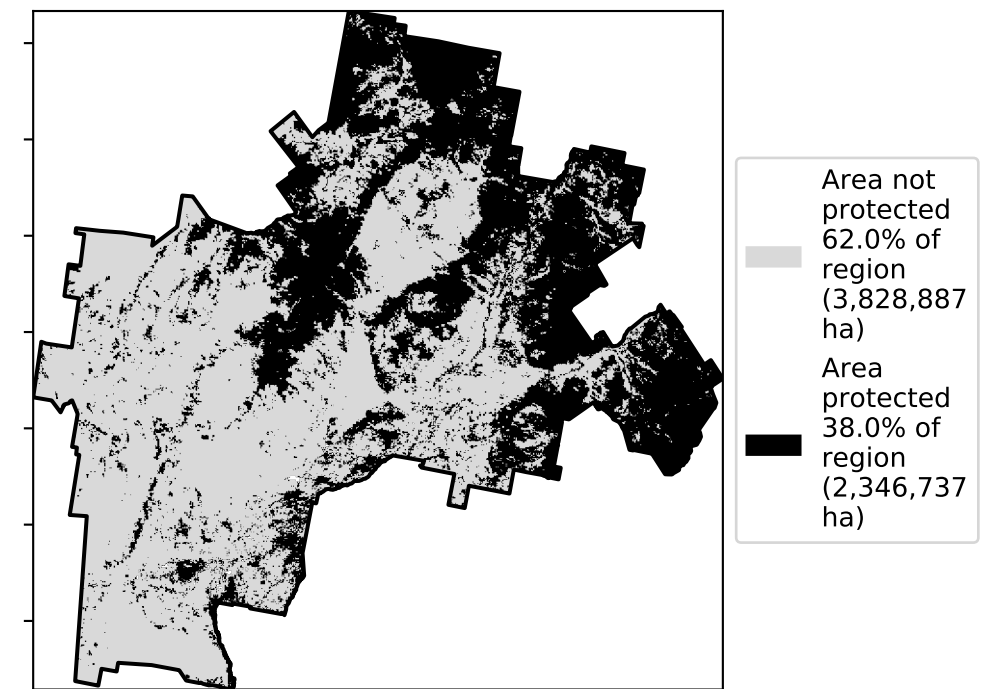 Area not
protected
62.0% of
region
(3,828,887
ha)
Area
protected
38.0% of
region
(2,346,737
ha)